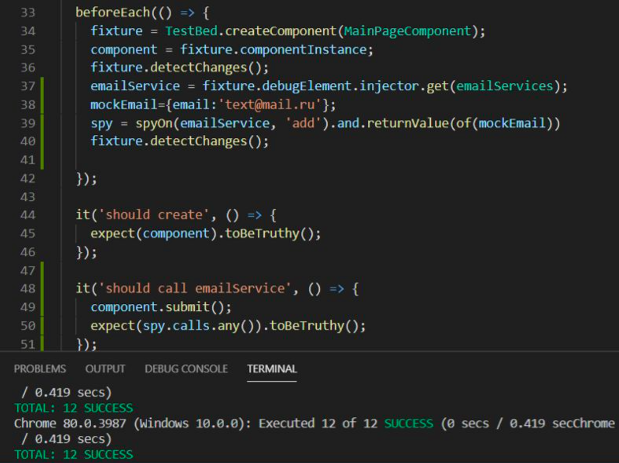 33 beforeEach(() => {
34 fixture = TestBed.createComponent(MainPageComponent);
35 component = fixture.componentInstance;
36 fixture.detectChanges();
37 emailService = fixture.debugElement.injector.get(emailServices);
38 mockEmail={email:'text@mail.ru'};
39 spy = spyOn(emailService, 'add').and.returnValue(of(mockEmail))
40 fixture.detectChanges();
41
42 });
43
44 it('should create', () => {
45 expect(component).toBeTruthy();
46 });
47
48 it('should call emailService', () => {
49 component.submit();
50 expect(spy.calls.any()).toBeTruthy();
51 });
PROBLEMS OUTPUT DEBUG CONSOLE TERMINAL
/ 0.419 secs)
TOTAL: 12 SUCCESS
Chrome 80.0.3987 (Windows 10.0.0): Executed 12 of 12 SUCCESS (0 secs / 0.419 secChrome
/ 0.419 secs)
TOTAL: 12 SUCCESS